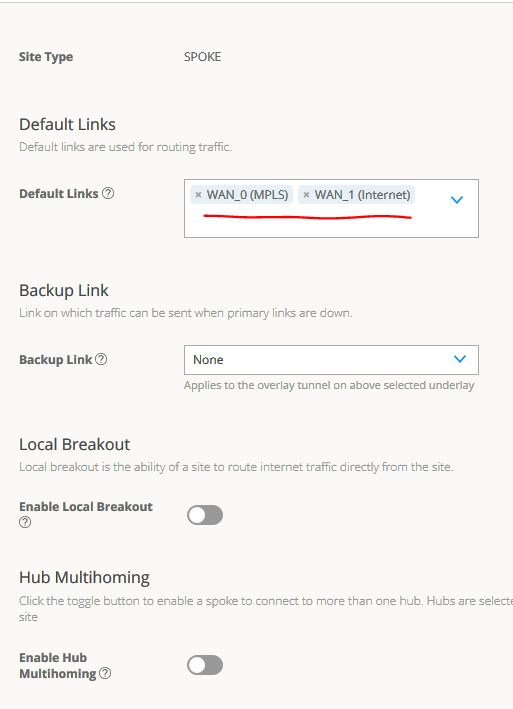 Site Type SPOKE
Default Links
Default links are used for routing traffic.
Default Links ? × WAN_0 (MPLS) × WAN_1 (Internet)
Backup Link
Link on which traffic can be sent when primary links are down.
Backup Link ? None
Applies to the overlay tunnel on above selected underlay
Local Breakout
Local breakout is the ability of a site to route internet traffic directly from the site.
Enable Local Breakout
?
Hub Multihoming
Click the toggle button to enable a spoke to connect to more than one hub. Hubs are selecte
site
Enable Hub
Multihoming ?